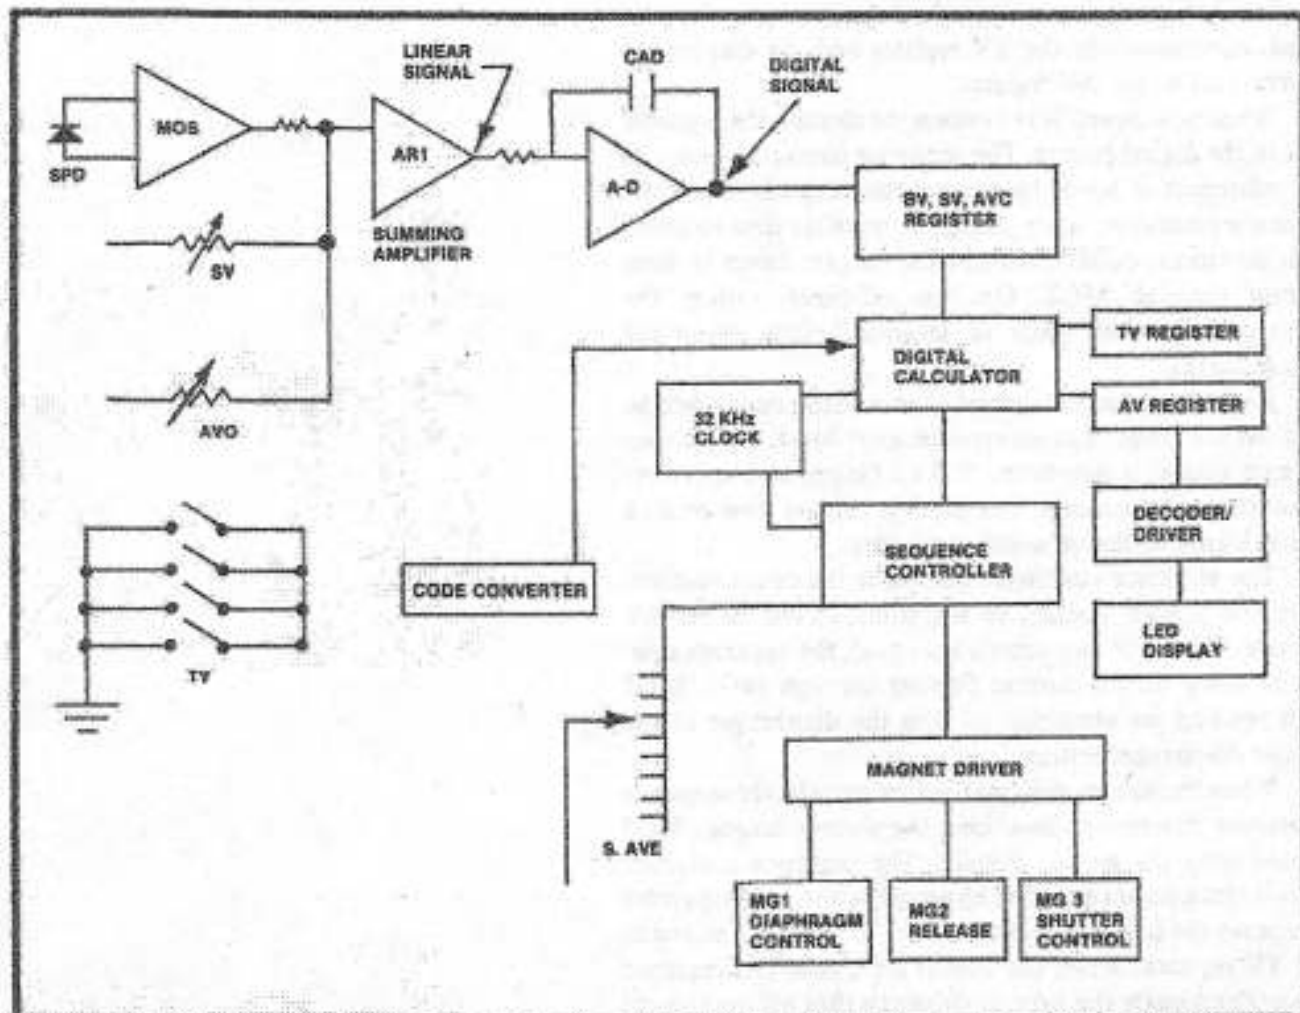 LINEAR
SIGNAL
CAD
DIGITAL
SIGNAL
MOS
SPD
AR1
A-D
SUMMING
AMPLIFIER
SV
AVO
BV, SV, AVC
REGISTER
DIGITAL
CALCULATOR
TV REGISTER
AV REGISTER
32 KHz
CLOCK
SEQUENCE
CONTROLLER
DECODER/
DRIVER
CODE CONVERTER
LED
DISPLAY
TV
MAGNET DRIVER
S. AVE
MG1
DIAPHRAGM
CONTROL
MG2
RELEASE
MG 3
SHUTTER
CONTROL